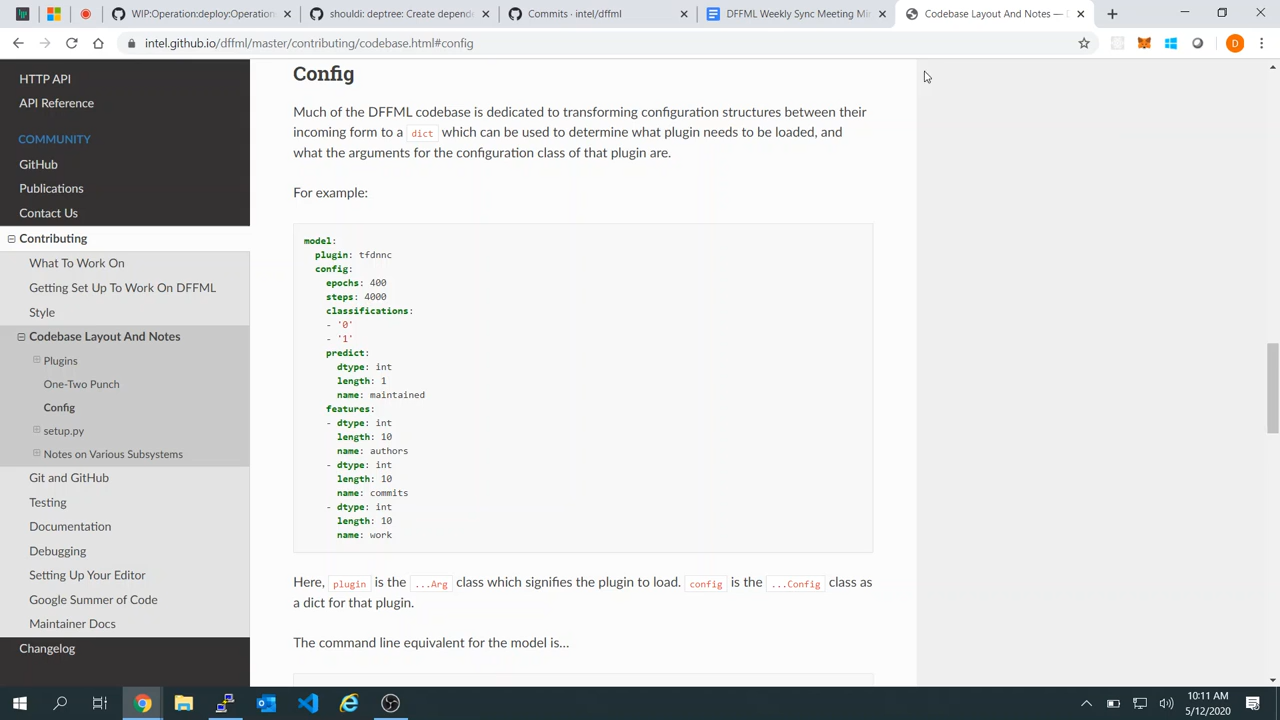 WIP:Operation:deploy:Operation
shouldi: deptree: Create depend
Commits · intel/dffml
DFFML Weekly Sync Meeting Mi
Codebase Layout And Notes —
intel.github.io/dffml/master/contributing/codebase.html#config
D
HTTP API
API Reference
COMMUNITY
GitHub
Publications
Contact Us
Contributing
What To Work On
Getting Set Up To Work On DFFML
Style
Codebase Layout And Notes
Plugins
One-Two Punch
Config
setup.py
Notes on Various Subsystems
Git and GitHub
Testing
Documentation
Debugging
Setting Up Your Editor
Google Summer of Code
Maintainer Docs
Changelog
Config
Much of the DFFML codebase is dedicated to transforming configuration structures between their
incoming form to a dict which can be used to determine what plugin needs to be loaded, and
what the arguments for the configuration class of that plugin are.
For example:
model:
plugin: tfdnnc
config:
epochs: 400
steps: 4000
classifications:
- '0'
- '1'
predict:
dtype: int
length: 1
name: maintained
features:
- dtype: int
length: 10
name: authors
- dtype: int
length: 10
name: commits
- dtype: int
length: 10
name: work
Here, plugin is the ...Arg class which signifies the plugin to load. config is the ...Config class as
a dict for that plugin.
The command line equivalent for the model is...
10:11 AM
5/12/2020